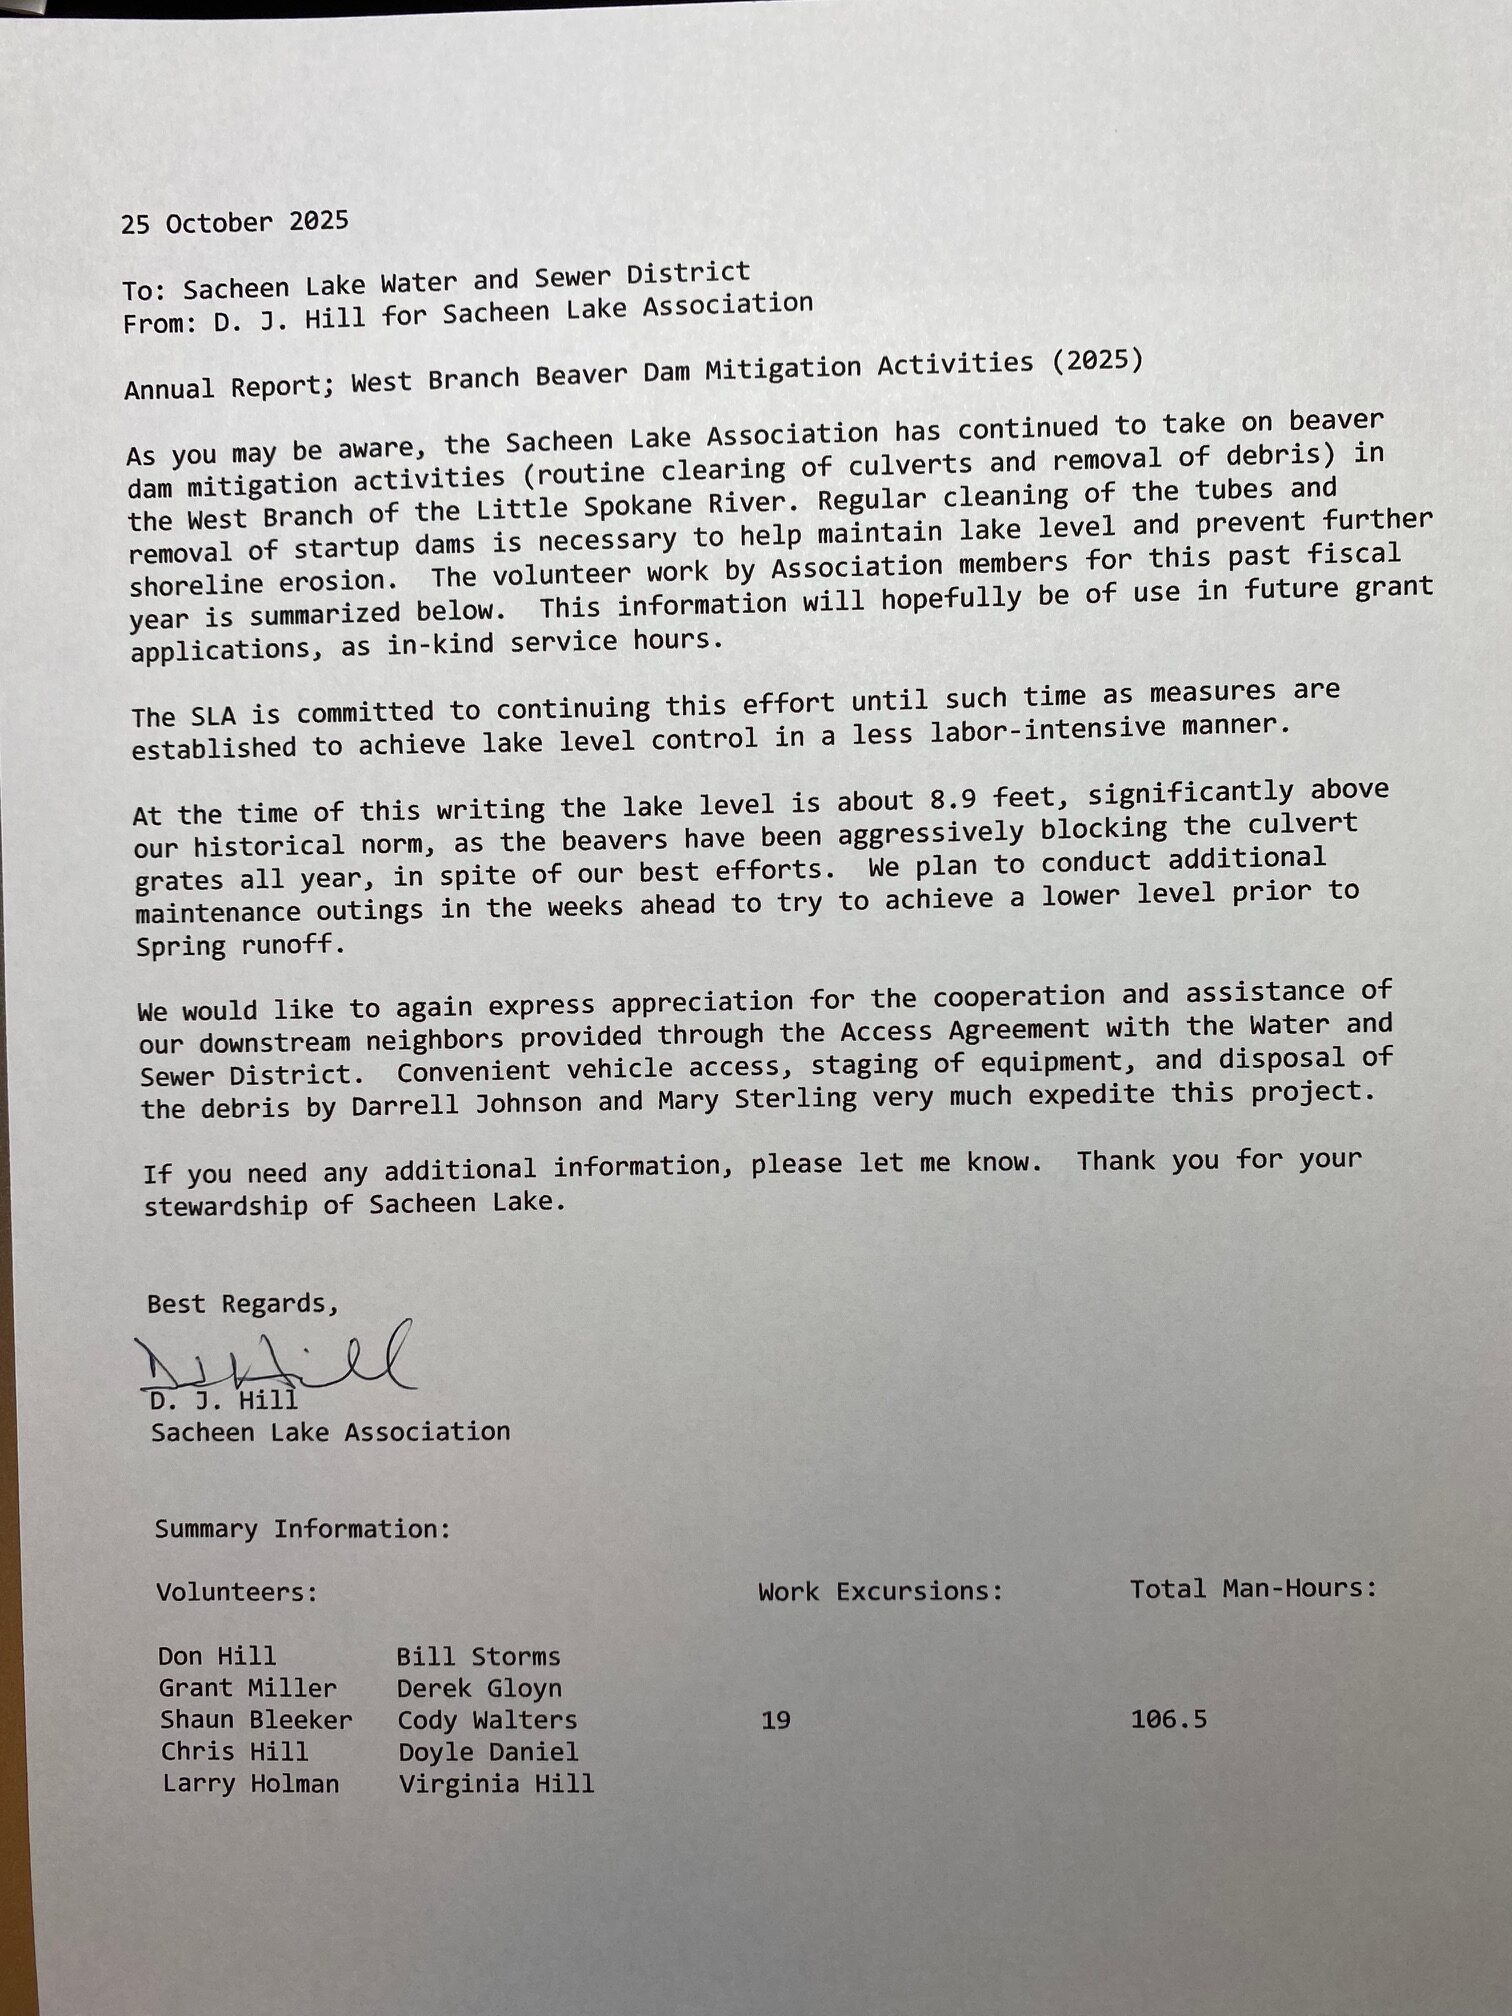 25 October 2025
To: Sacheen Lake Water and Sewer District
From: D. J. Hill for Sacheen Lake Association
Annual Report; West Branch Beaver Dam Mitigation Activities (2025)
As you may be aware, the Sacheen Lake Association has continued to take on beaver
dam mitigation activities (routine clearing of culverts and removal of debris) in
the West Branch of the Little Spokane River. Regular cleaning of the tubes and
removal of startup dams is necessary to help maintain lake level and prevent further
shoreline erosion.  The volunteer work by Association members for this past fiscal
year is summarized below.  This information will hopefully be of use in future grant
applications, as in-kind service hours.
The SLA is committed to continuing this effort until such time as measures are
established to achieve lake level control in a less labor-intensive manner.
At the time of this writing the lake level is about 8.9 feet, significantly above
our historical norm, as the beavers have been aggressively blocking the culvert
grates all year, in spite of our best efforts.  We plan to conduct additional
maintenance outings in the weeks ahead to try to achieve a lower level prior to
Spring runoff.
We would like to again express appreciation for the cooperation and assistance of
our downstream neighbors provided through the Access Agreement with the Water and
Sewer District.  Convenient vehicle access, staging of equipment, and disposal of
the debris by Darrell Johnson and Mary Sterling very much expedite this project.
If you need any additional information, please let me know.  Thank you for your
stewardship of Sacheen Lake.
Best Regards,
DJ Hill
D. J. Hill
Sacheen Lake Association
Summary Information:
Volunteers: Work Excursions: Total Man-Hours:
Don Hill Bill Storms
Grant Miller Derek Gloyn
Shaun Bleeker Cody Walters 19 106.5
Chris Hill Doyle Daniel
Larry Holman Virginia Hill